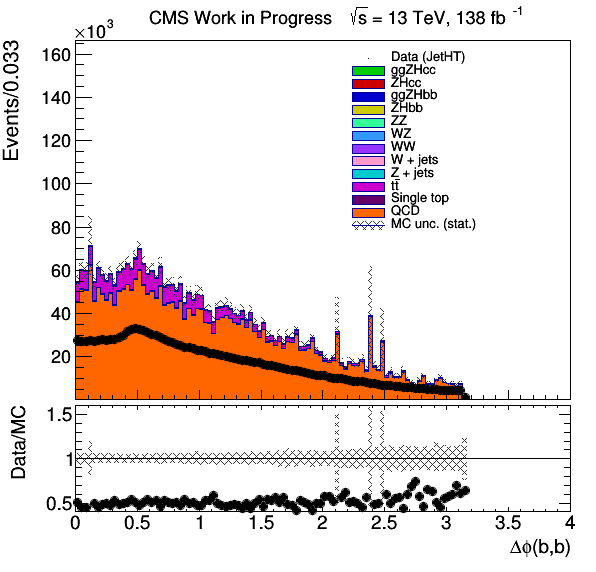 CMS Work in Progress √s = 13 TeV, 138 fb⁻¹
×10³
Events/0.033
160
140
120
100
80
60
40
20
Data (JetHT)
ggZHcc
ZHcc
ggZHbb
ZHbb
ZZ
WZ
WW
W + jets
Z + jets
tt̄
Single top
QCD
MC unc. (stat.)
Data/MC
1.5
1
0.5
0 0.5 1 1.5 2 2.5 3 3.5 4
Δϕ(b,b)